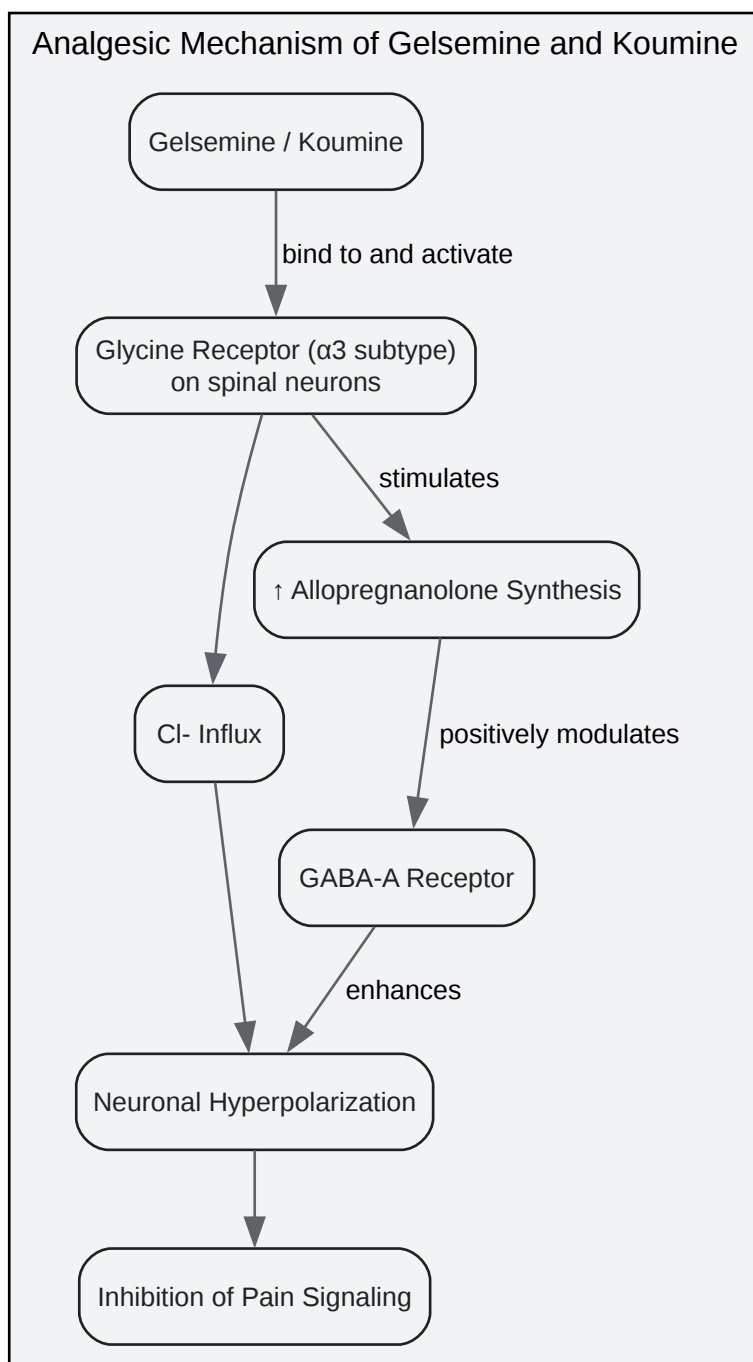 Analgesic Mechanism of Gelsemine and Koumine
Gelsemine / Koumine
bind to and activate
Glycine Receptor (α3 subtype)
on spinal neurons
stimulates
↑ Allopregnanolone Synthesis
Cl- Influx
positively modulates
GABA-A Receptor
enhances
Neuronal Hyperpolarization
Inhibition of Pain Signaling